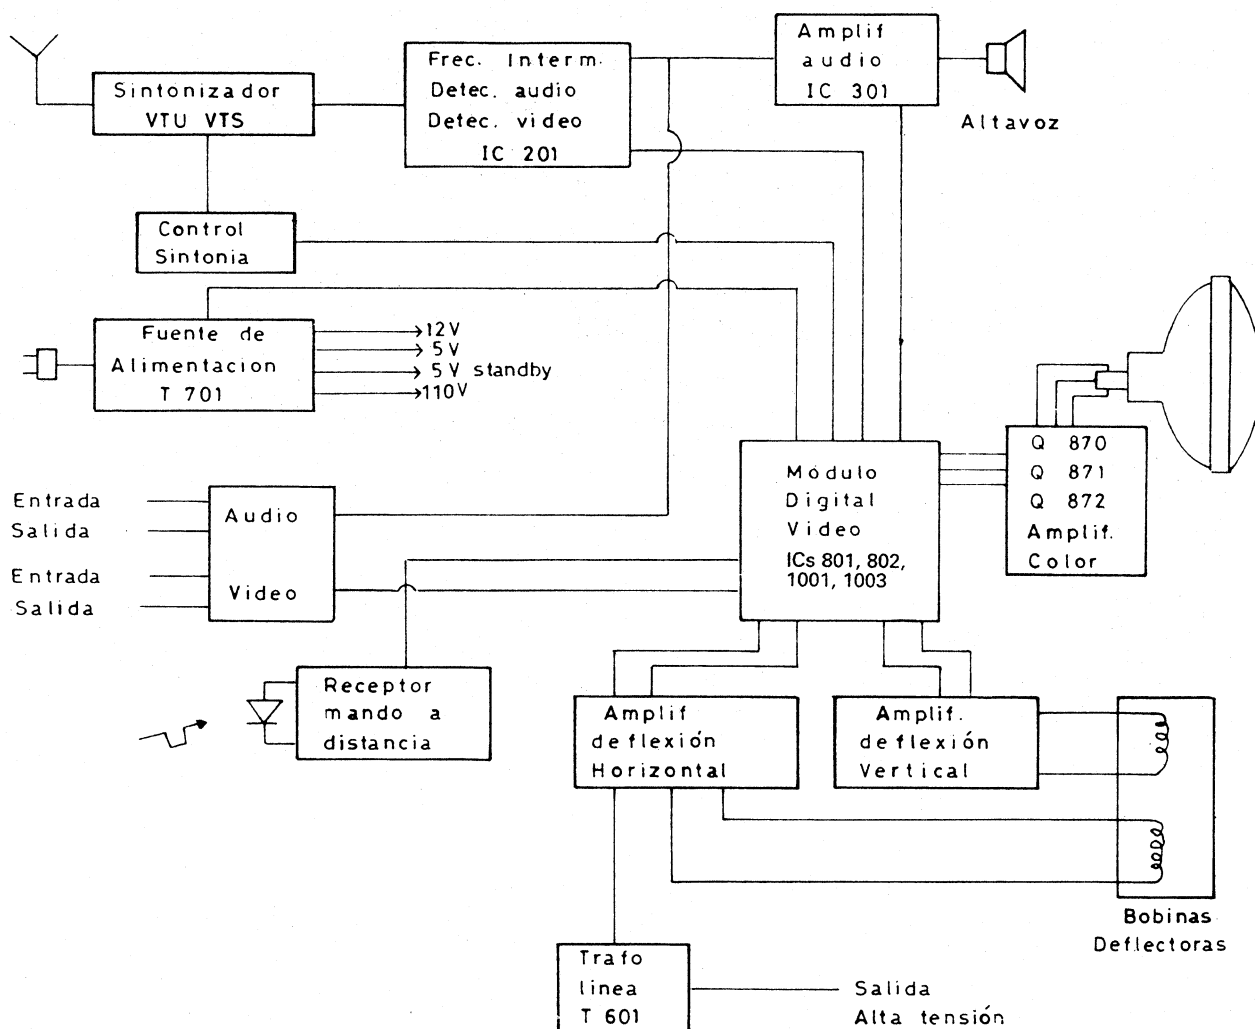 Sintonizador
VTU VTS
Frec. Interm.
Detec. audio
Detec. video
IC 201
Amplif
audio
IC 301
Altavoz
Control
Sintonia
Fuente de
Alimentacion
T 701
12V
5V
5V standby
110V
Entrada
Salida
Entrada
Salida
Audio
Video
Módulo
Digital
Video
ICs 801, 802,
1001, 1003
Q 870
Q 871
Q 872
Amplif.
Color
Receptor
mando a
distancia
Amplif
deflexión
Horizontal
Amplif.
deflexión
Vertical
Bobinas
Deflectoras
Trafo
linea
T 601
Salida
Alta tensión